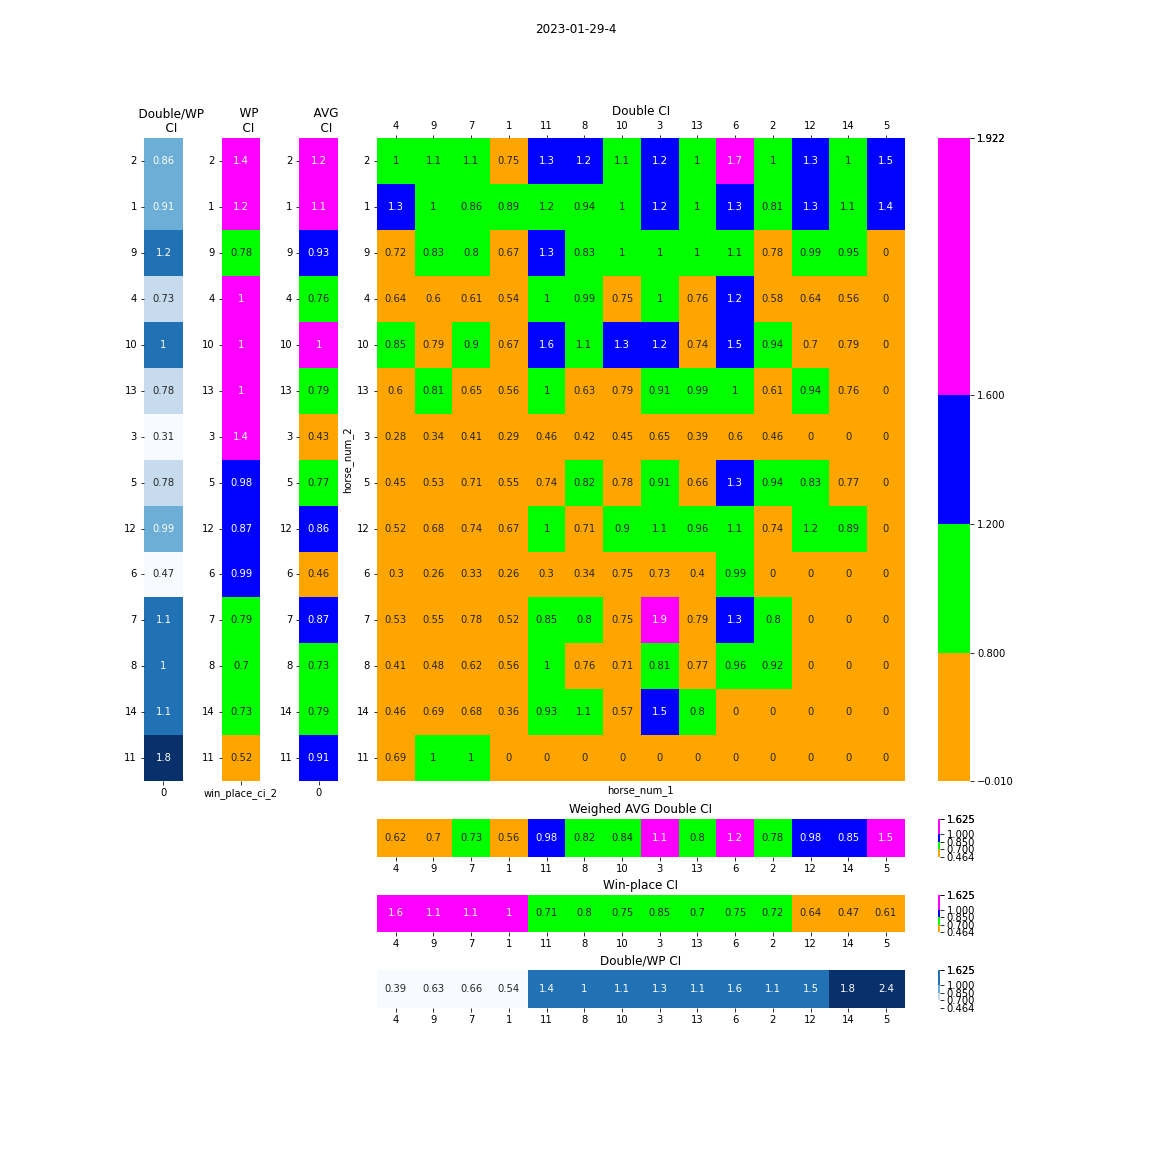 2023-01-29-4
Double/WP CI
WP CI
AVG CI
Double CI
4 9 7 1 11 8 10 3 13 6 2 12 14 5
1.922
2 0.86 2 1.4 2 1.2 2 1 1.1 1.1 0.75 1.3 1.2 1.1 1.2 1 1.7 1 1.3 1 1.5
1 0.91 1 1.2 1 1.1 1 1.3 1 0.86 0.89 1.2 0.94 1 1.2 1 1.3 0.81 1.3 1.1 1.4
9 1.2 9 0.78 9 0.93 9 0.72 0.83 0.8 0.67 1.3 0.83 1 1 1 1.1 0.78 0.99 0.95 0
4 0.73 4 1 4 0.76 4 0.64 0.6 0.61 0.54 1 0.99 0.75 1 0.76 1.2 0.58 0.64 0.56 0
10 1 10 1 10 1 10 0.85 0.79 0.9 0.67 1.6 1.1 1.3 1.2 0.74 1.5 0.94 0.7 0.79 0
13 0.78 13 1 13 0.79 13 0.6 0.81 0.65 0.56 1 0.63 0.79 0.91 0.99 1 0.61 0.94 0.76 0
1.600
3 0.31 3 1.4 3 0.43 3 0.28 0.34 0.41 0.29 0.46 0.42 0.45 0.65 0.39 0.6 0.46 0 0 0
horse_num_2
5 0.78 5 0.98 5 0.77 5 0.45 0.53 0.71 0.55 0.74 0.82 0.78 0.91 0.66 1.3 0.94 0.83 0.77 0
12 0.99 12 0.87 12 0.86 12 0.52 0.68 0.74 0.67 1 0.71 0.9 1.1 0.96 1.1 0.74 1.2 0.89 0
1.200
6 0.47 6 0.99 6 0.46 6 0.3 0.26 0.33 0.26 0.3 0.34 0.75 0.73 0.4 0.99 0 0 0 0
7 1.1 7 0.79 7 0.87 7 0.53 0.55 0.78 0.52 0.85 0.8 0.75 1.9 0.79 1.3 0.8 0 0 0
0.800
8 1 8 0.7 8 0.73 8 0.41 0.48 0.62 0.56 1 0.76 0.71 0.81 0.77 0.96 0.92 0 0 0
14 1.1 14 0.73 14 0.79 14 0.46 0.69 0.68 0.36 0.93 1.1 0.57 1.5 0.8 0 0 0 0 0
11 1.8 11 0.52 11 0.91 11 0.69 1 1 0 0 0 0 0 0 0 0 0 0 0
−0.010
0 win_place_ci_2 0 horse_num_1
Weighed AVG Double CI
0.62 0.7 0.73 0.56 0.98 0.82 0.84 1.1 0.8 1.2 0.78 0.98 0.85 1.5
1.625
1.000
0.850
0.700
0.464
4 9 7 1 11 8 10 3 13 6 2 12 14 5
Win-place CI
1.6 1.1 1.1 1 0.71 0.8 0.75 0.85 0.7 0.75 0.72 0.64 0.47 0.61
1.625
1.000
0.850
0.700
0.464
4 9 7 1 11 8 10 3 13 6 2 12 14 5
Double/WP CI
0.39 0.63 0.66 0.54 1.4 1 1.1 1.3 1.1 1.6 1.1 1.5 1.8 2.4
1.625
1.000
0.850
0.700
0.464
4 9 7 1 11 8 10 3 13 6 2 12 14 5